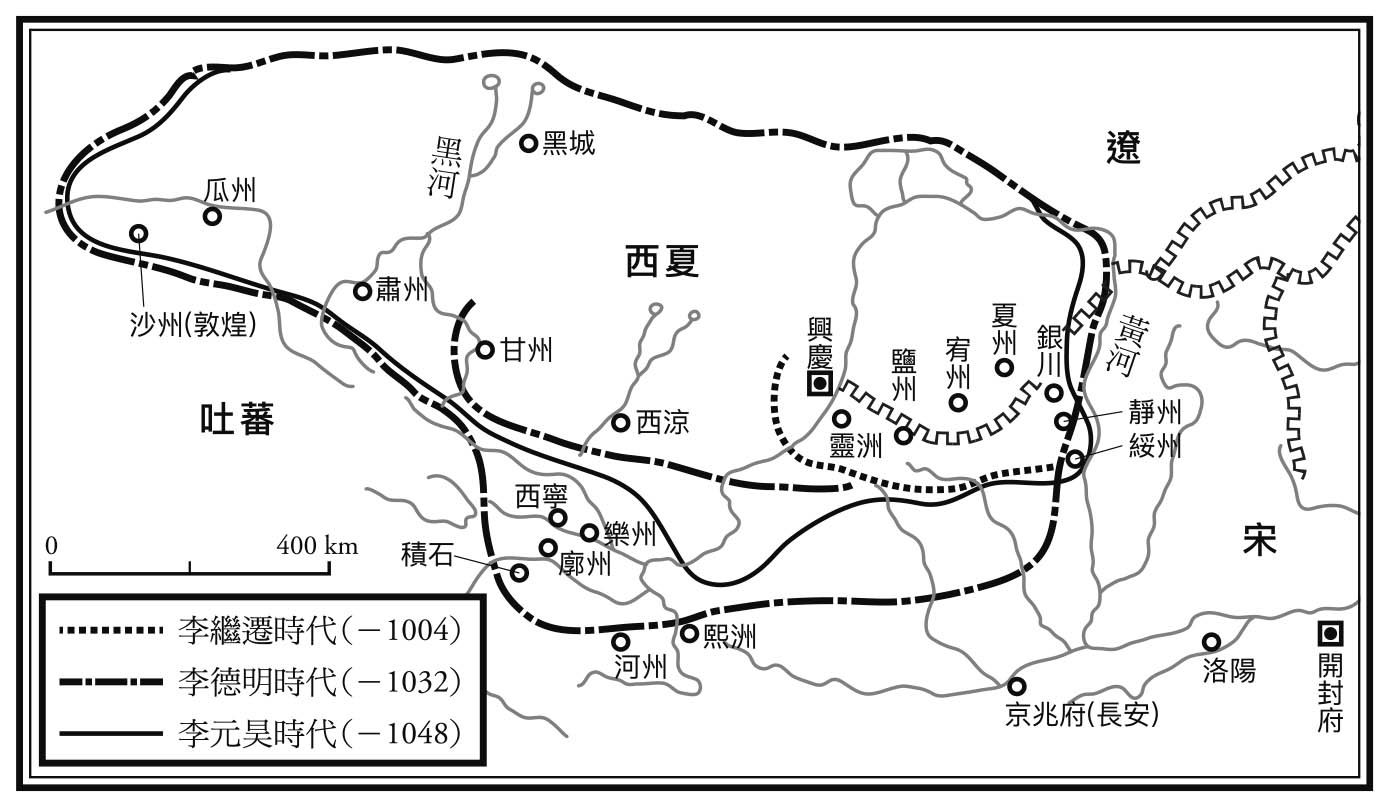 遼
黑城
黑河
瓜州
沙州(敦煌)
肅州
西夏
甘州
吐蕃
西涼
興慶
靈洲
鹽州
宥州
夏州
銀川
黃河
靜州
綏州
西寧
樂州
廓州
積石
河州
熙洲
宋
洛陽
開封府
京兆府(長安)
0
400 km
李繼遷時代(－1004)
李德明時代(－1032)
李元昊時代(－1048)